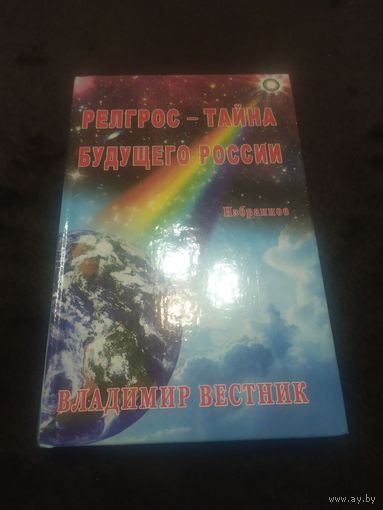 РЕЛГРОС – ТАЙНА
БУДУЩЕГО РОССИИ
Избранное
ВЛАДИМИР ВЕСТНИК
www.ay.by